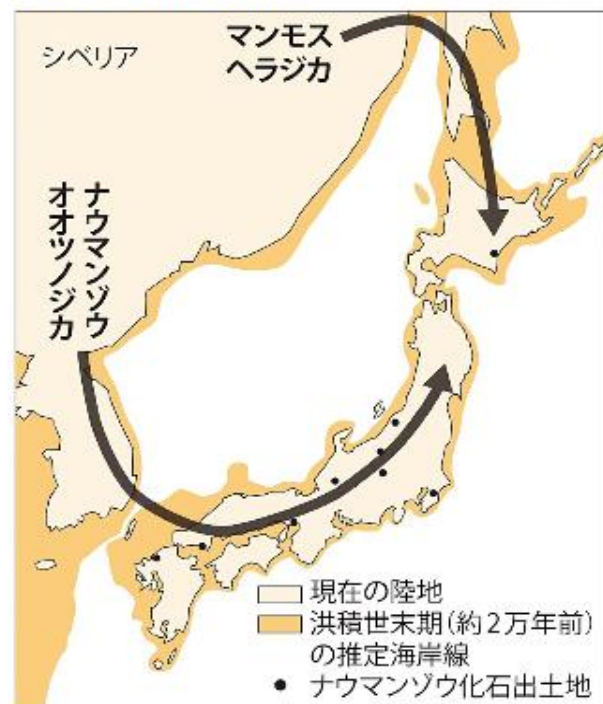 シベリア
マンモス
ヘラジカ
ナウマンゾウ
オオツノジカ
現在の陸地
洪積世末期(約2万年前)
の推定海岸線
ナウマンゾウ化石出土地